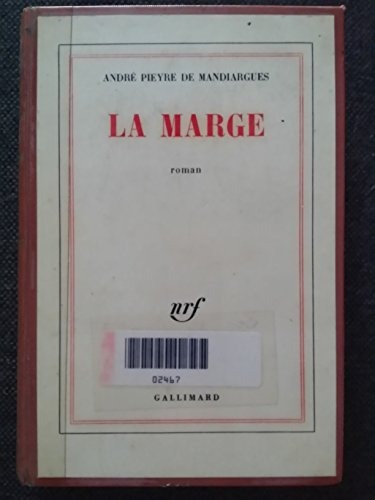 ANDRÉ PIEYRE DE MANDIARGUES
LA MARGE
roman
nrf
02467
GALLIMARD